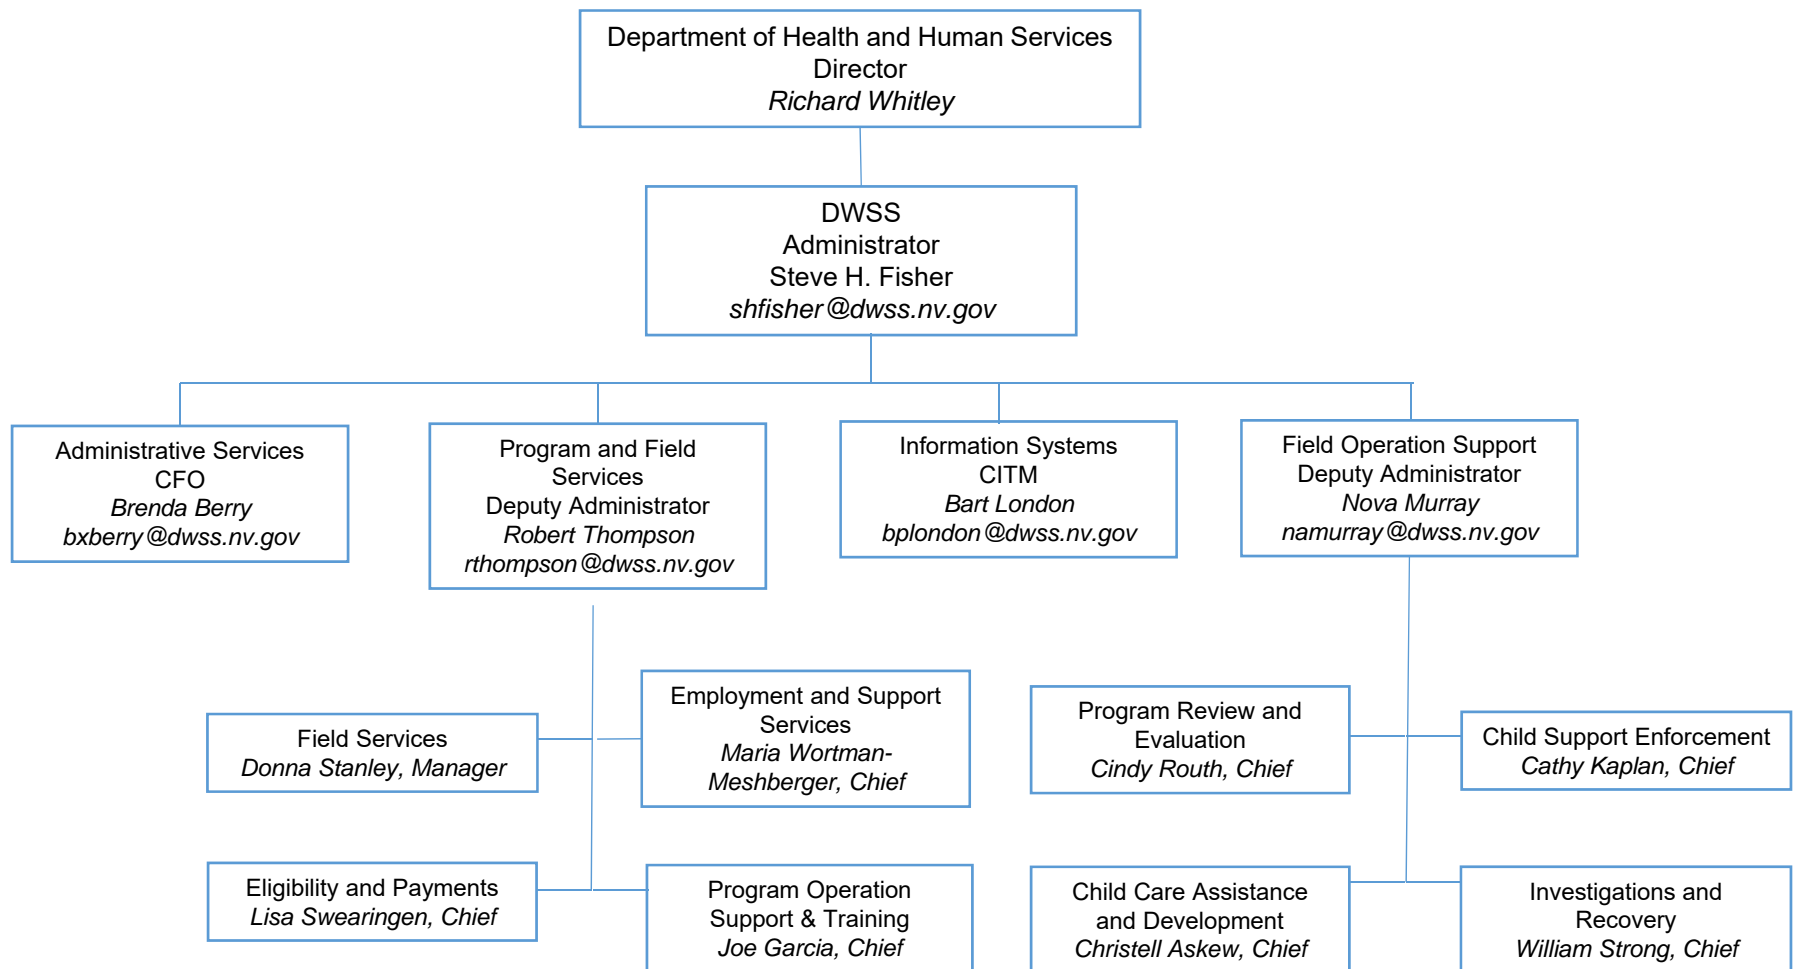 Department of Health and Human Services
Director
Richard Whitley
DWSS
Administrator
Steve H. Fisher
shfisher@dwss.nv.gov
Administrative Services
CFO
Brenda Berry
bxberry@dwss.nv.gov
Program and Field
Services
Deputy Administrator
Robert Thompson
rthompson@dwss.nv.gov
Information Systems
CITM
Bart London
bplondon@dwss.nv.gov
Field Operation Support
Deputy Administrator
Nova Murray
namurray@dwss.nv.gov
Field Services
Donna Stanley, Manager
Employment and Support
Services
Maria Wortman-
Meshberger, Chief
Program Review and
Evaluation
Cindy Routh, Chief
Child Support Enforcement
Cathy Kaplan, Chief
Eligibility and Payments
Lisa Swearingen, Chief
Program Operation
Support & Training
Joe Garcia, Chief
Child Care Assistance
and Development
Christell Askew, Chief
Investigations and
Recovery
William Strong, Chief